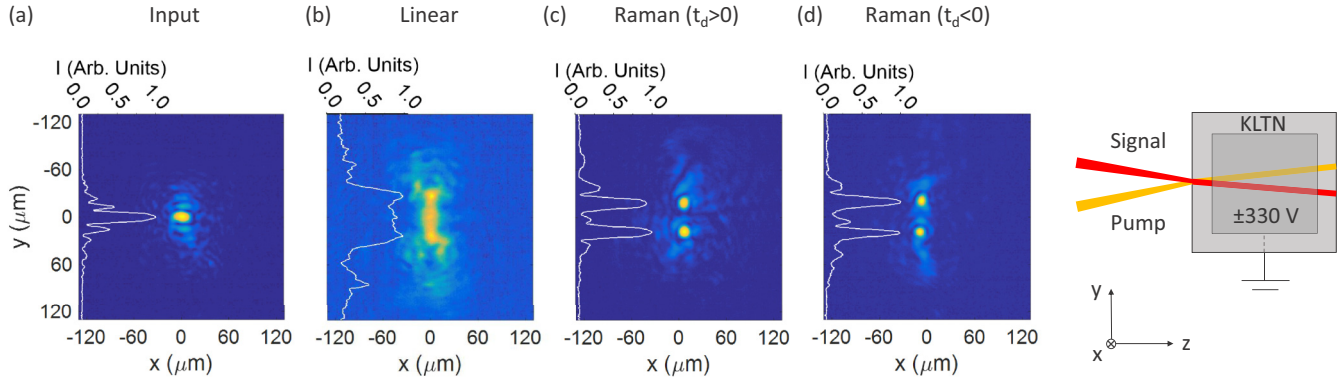 (a) Input (b) Linear (c) Raman (t_d>0) (d) Raman (t_d<0)
I (Arb. Units) I (Arb. Units) I (Arb. Units) I (Arb. Units)
0.0 0.5 1.0 0.0 0.5 1.0 0.0 0.5 1.0 0.0 0.5 1.0
-120
-60
0
60
120
y (μm)
-120 -60 0 60 120 -120 -60 0 60 120 -120 -60 0 60 120 -120 -60 0 60 120
x (μm) x (μm) x (μm) x (μm)
Signal
Pump
KLTN
±330 V
y
x
z